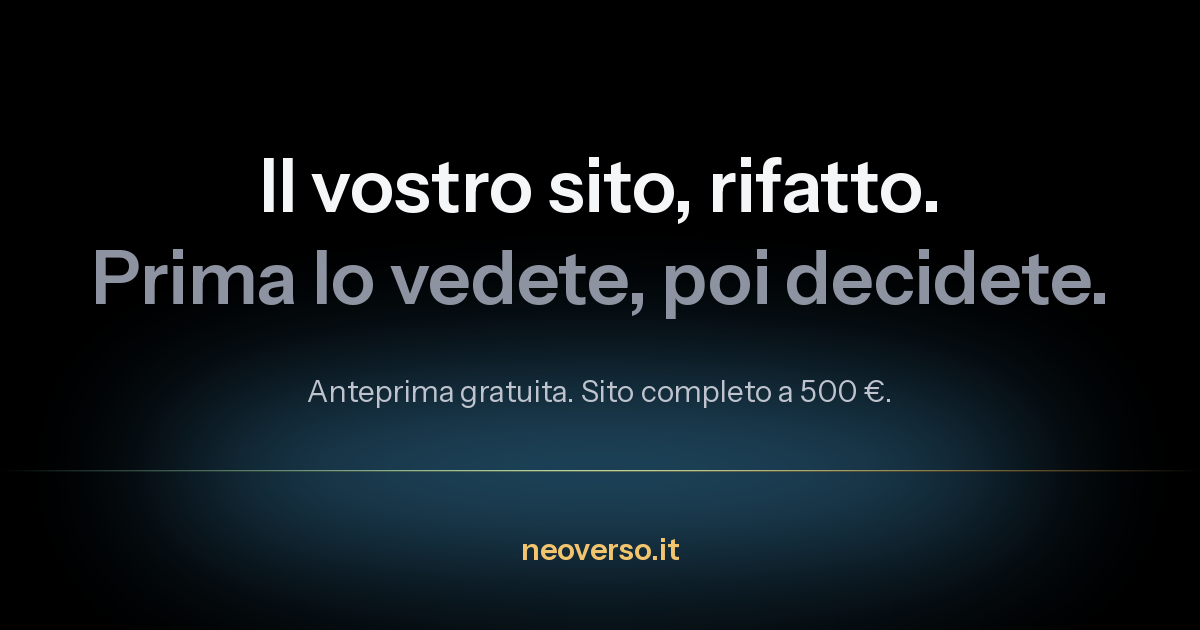 Il vostro sito, rifatto.
Prima lo vedete, poi decidete.
Anteprima gratuita. Sito completo a 500 €.
neoverso.it